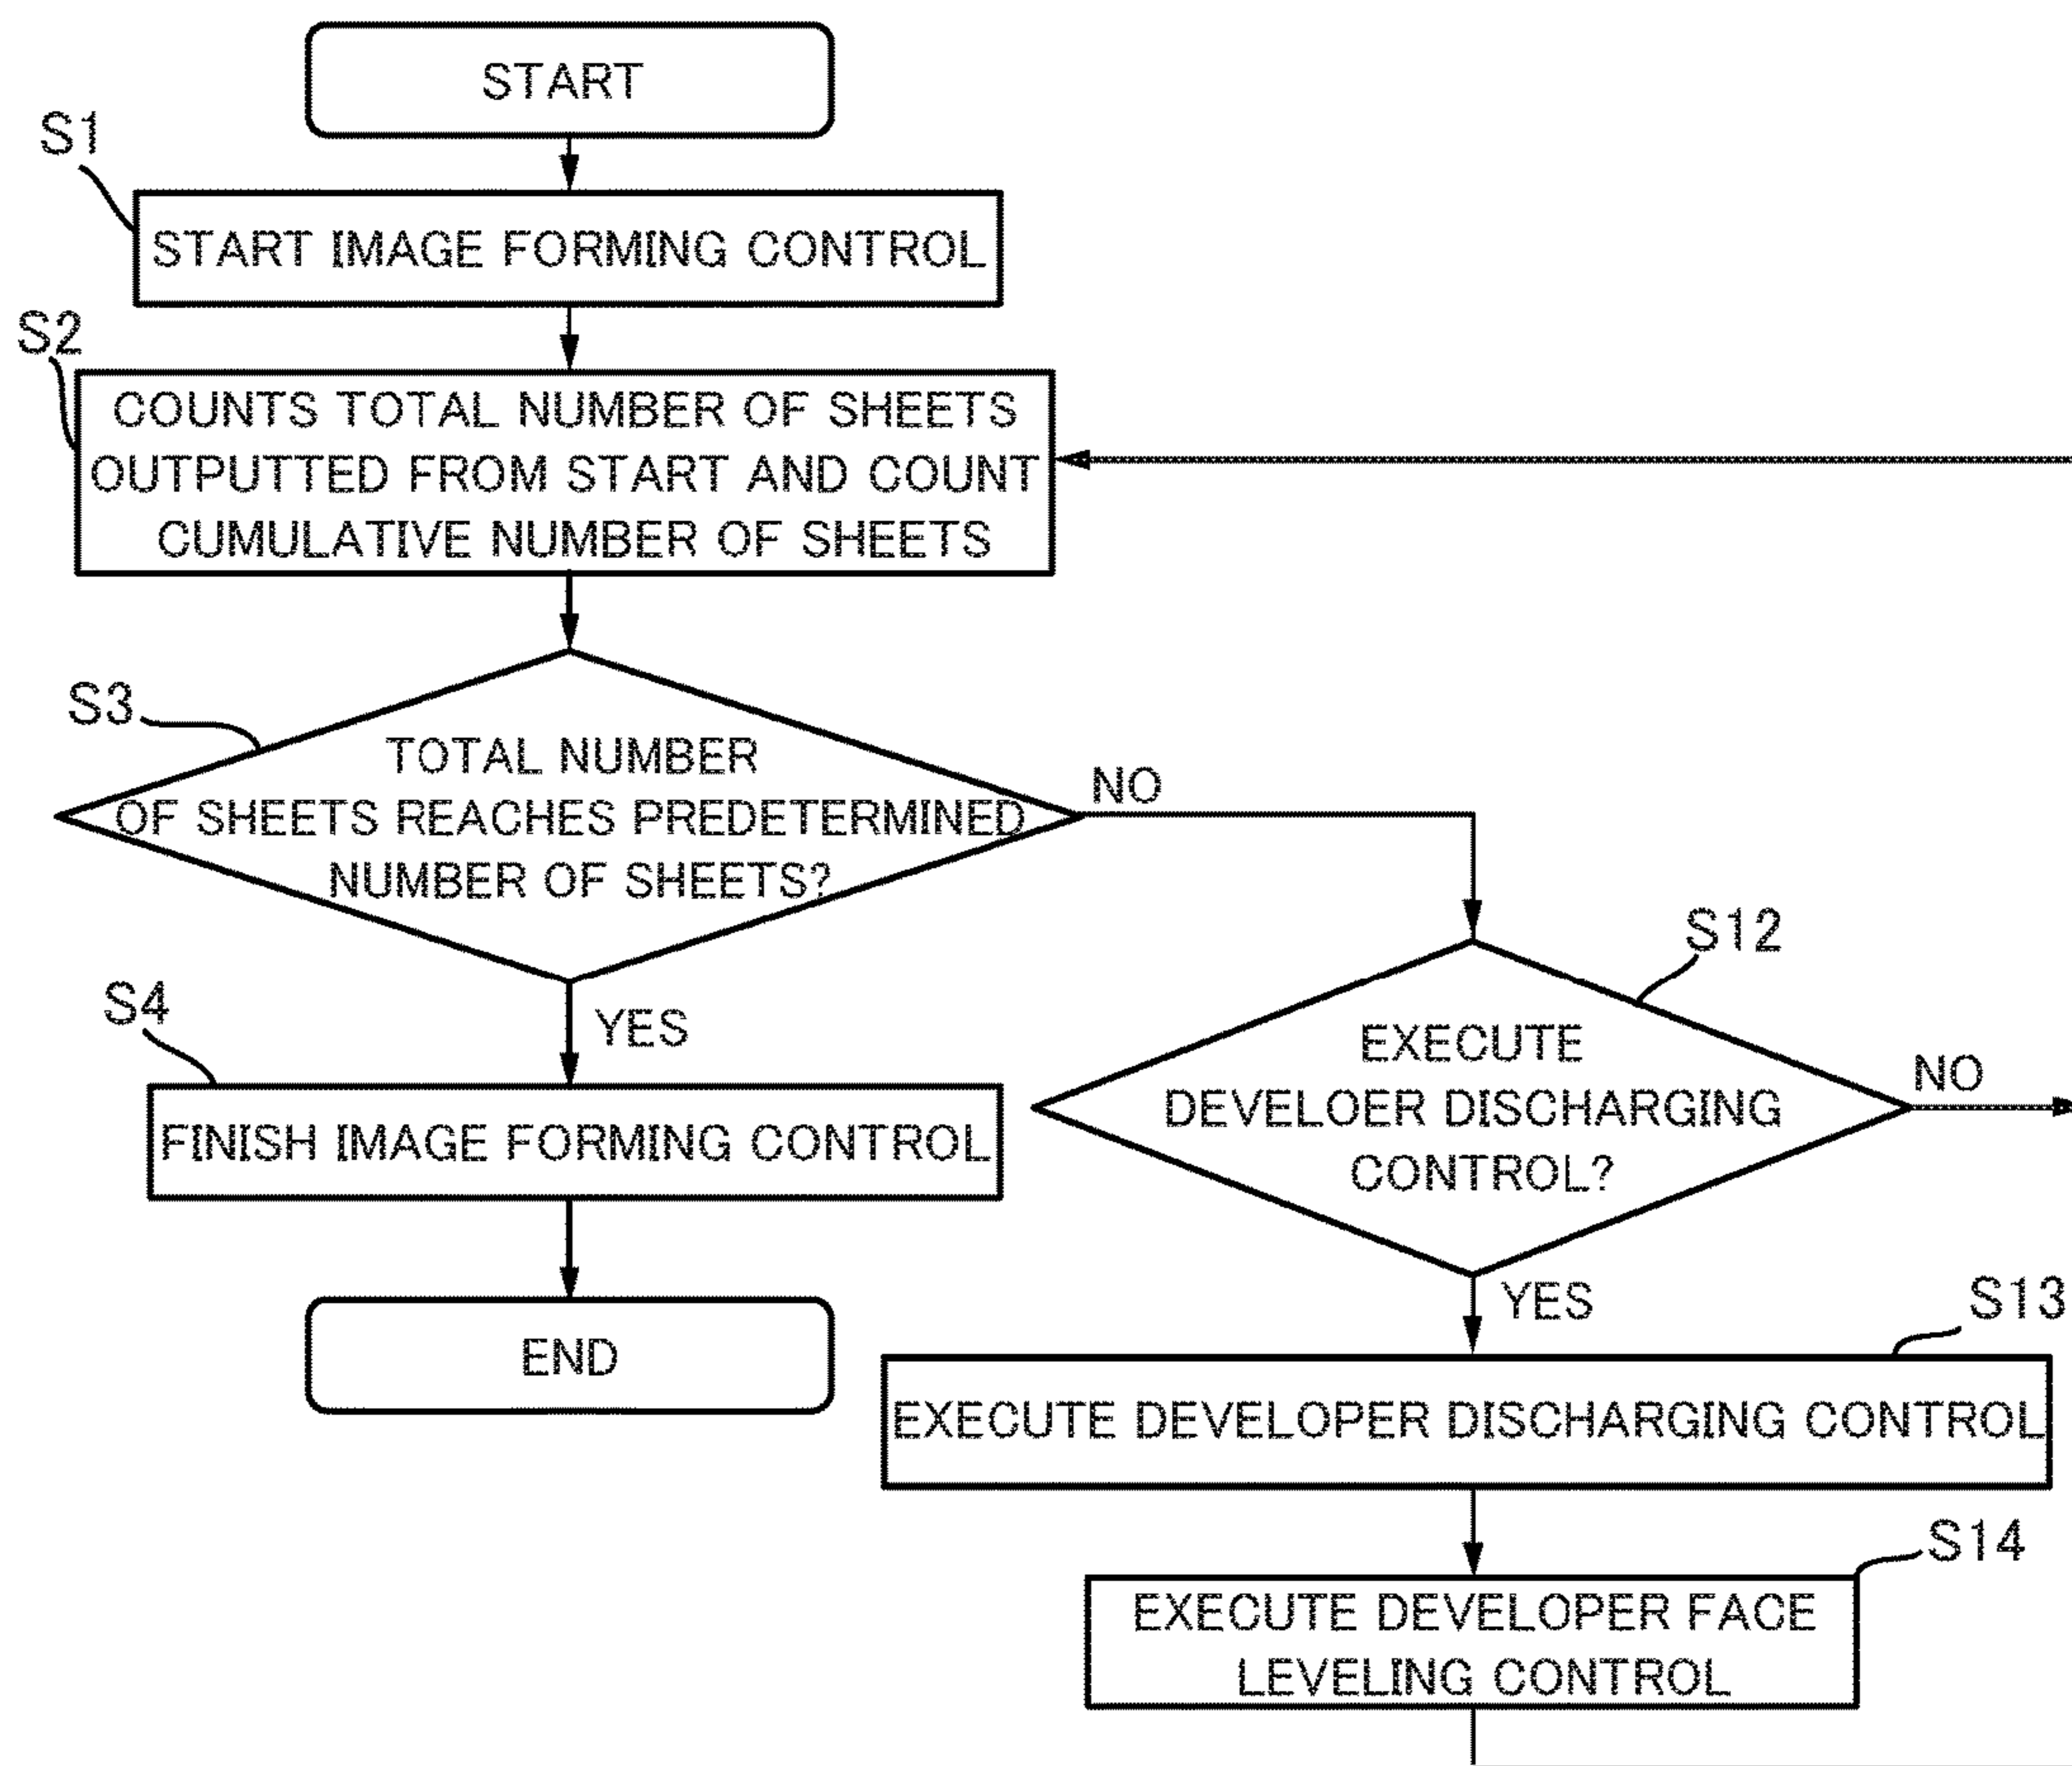 START
S1
START IMAGE FORMING CONTROL
S2
COUNTS TOTAL NUMBER OF SHEETS
OUTPUTTED FROM START AND COUNT
CUMULATIVE NUMBER OF SHEETS
S3
TOTAL NUMBER
OF SHEETS REACHES PREDETERMINED
NUMBER OF SHEETS?
NO
YES
S4
FINISH IMAGE FORMING CONTROL
END
S12
EXECUTE
DEVELOER DISCHARGING
CONTROL?
NO
YES
S13
EXECUTE DEVELOPER DISCHARGING CONTROL
S14
EXECUTE DEVELOPER FACE
LEVELING CONTROL